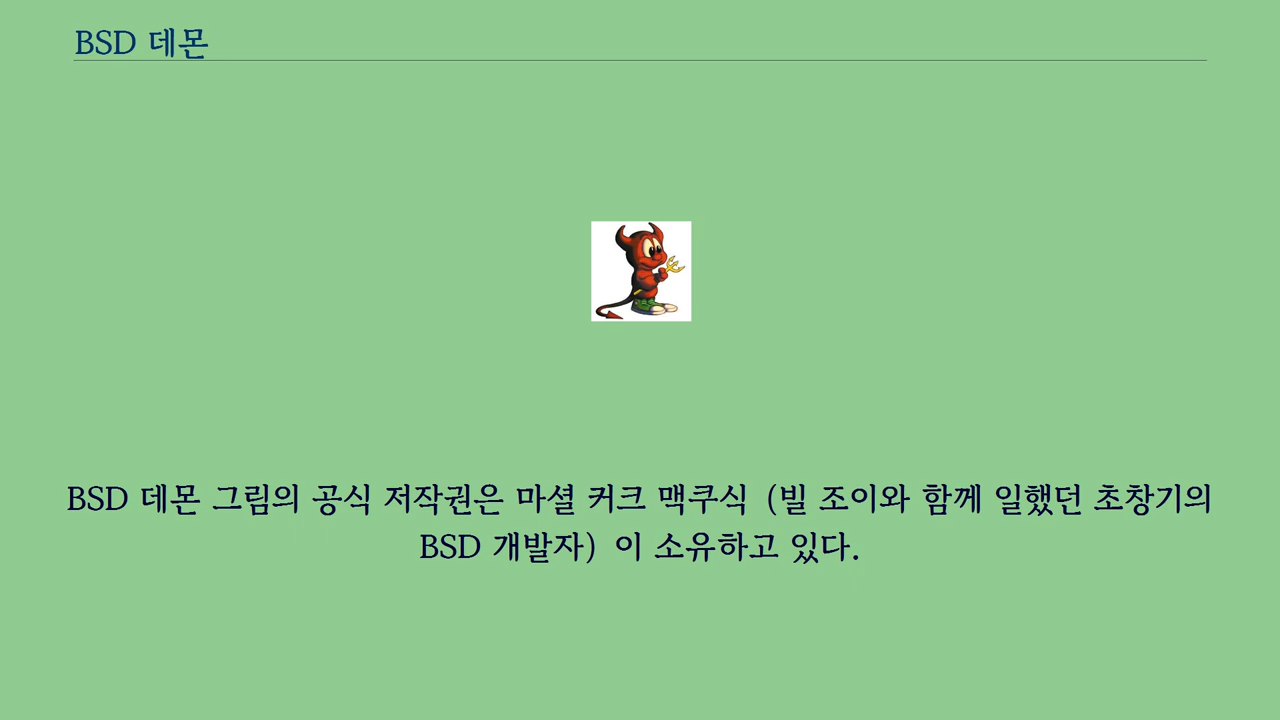 BSD 데몬
BSD 데몬 그림의 공식 저작권은 마셜 커크 맥쿠식 (빌 조이와 함께 일했던 초창기의
BSD 개발자) 이 소유하고 있다.